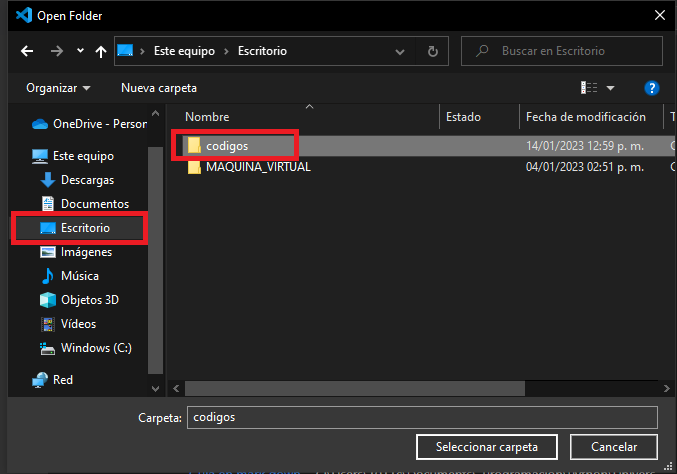 Open Folder
Este equipo > Escritorio
Buscar en Escritorio
Organizar
Nueva carpeta
Nombre
Estado
Fecha de modificación
OneDrive - Person
Este equipo
Descargas
Documentos
Escritorio
Imágenes
Música
Objetos 3D
Vídeos
Windows (C:)
Red
codigos
14/01/2023 12:59 p. m.
MAQUINA_VIRTUAL
04/01/2023 02:51 p. m.
Carpeta:
codigos
Seleccionar carpeta
Cancelar